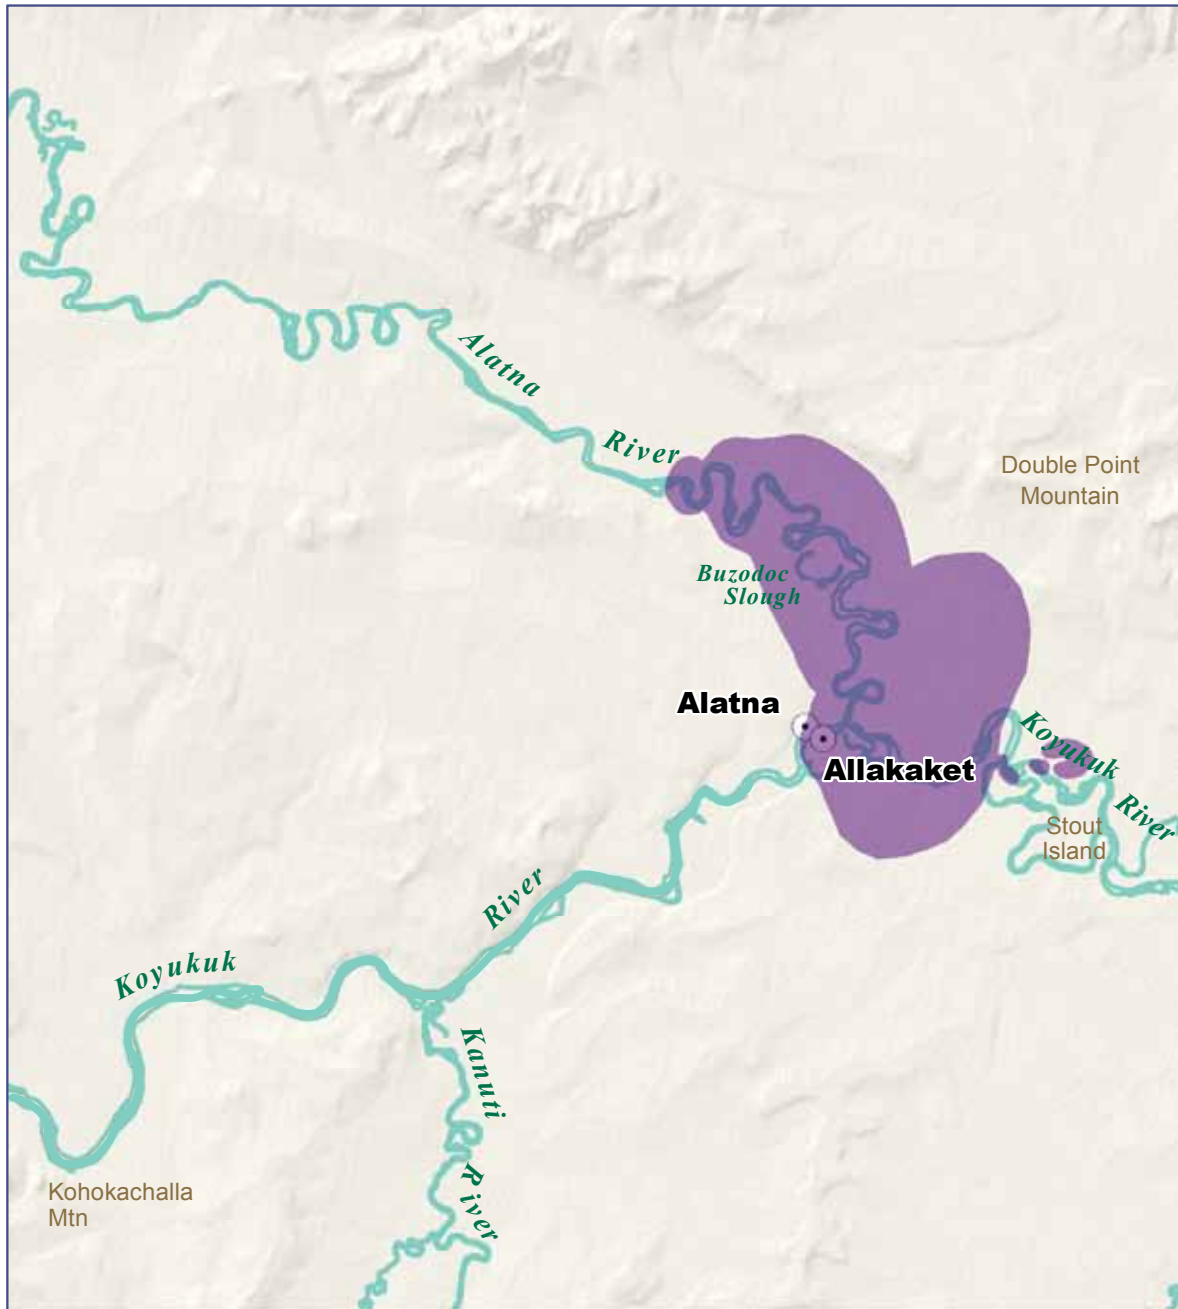 Alatna
River
Double Point
Mountain
Buzodoc
Slough
Alatna
Allakaket
Koyukuk
River
Stout
Island
River
Koyukuk
Kanuti
River
Kohokachalla
Mtn